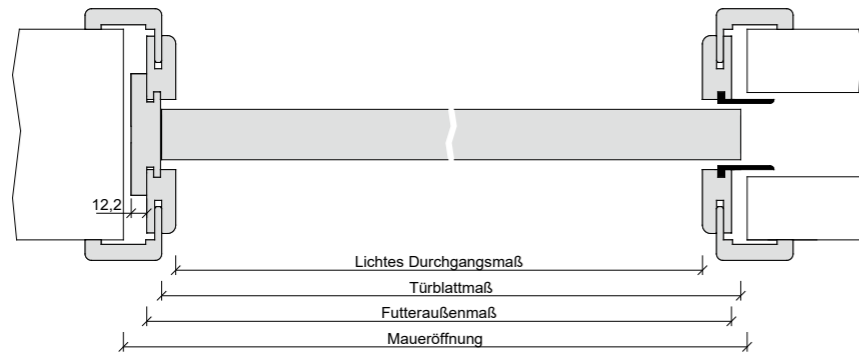 12,2
Lichtes Durchgangsmaß
Türblattmaß
Futteraußenmaß
Maueröffnung